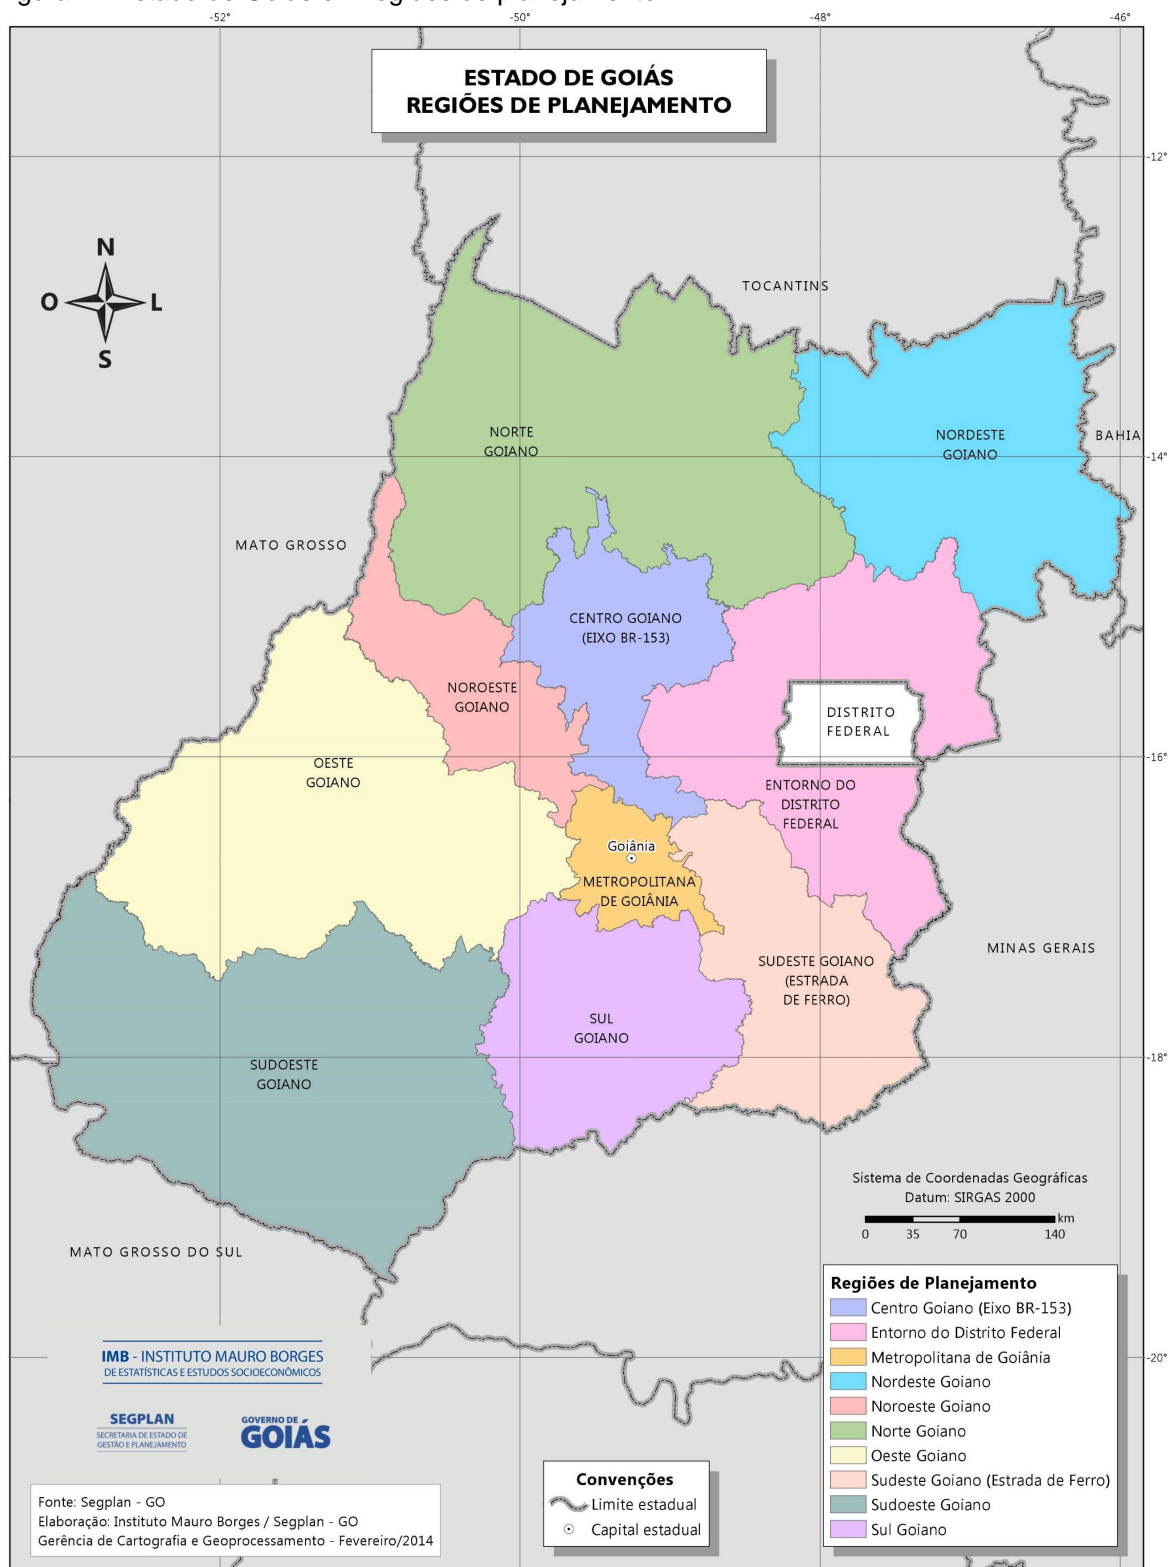 -52°
-50°
-48°
-46°
ESTADO DE GOIÁS
REGIÕES DE PLANEJAMENTO
-12°
N
O
L
S
TOCANTINS
NORTE
GOIANO
NORDESTE
GOIANO
BAHIA
-14°
MATO GROSSO
CENTRO GOIANO
(EIXO BR-153)
NOROESTE
GOIANO
DISTRITO
FEDERAL
OESTE
GOIANO
-16°
ENTORNO DO
DISTRITO
FEDERAL
Goiânia
METROPOLITANA
DE GOIÂNIA
MINAS GERAIS
SUDESTE GOIANO
(ESTRADA
DE FERRO)
SUL
GOIANO
SUDOESTE
GOIANO
-18°
Sistema de Coordenadas Geográficas
Datum: SIRGAS 2000
km
0 35 70 140
MATO GROSSO DO SUL
Regiões de Planejamento
Centro Goiano (Eixo BR-153)
Entorno do Distrito Federal
Metropolitana de Goiânia
Nordeste Goiano
Noroeste Goiano
Norte Goiano
Oeste Goiano
Sudeste Goiano (Estrada de Ferro)
Sudoeste Goiano
Sul Goiano
-20°
IMB - INSTITUTO MAURO BORGES
DE ESTATÍSTICAS E ESTUDOS SOCIOECONÔMICOS
SEGPLAN
SECRETARIA DE ESTADO DE
GESTÃO E PLANEJAMENTO
GOVERNO DE
GOIÁS
Convenções
Limite estadual
Capital estadual
Fonte: Segplan - GO
Elaboração: Instituto Mauro Borges / Segplan - GO
Gerência de Cartografia e Geoprocessamento - Fevereiro/2014